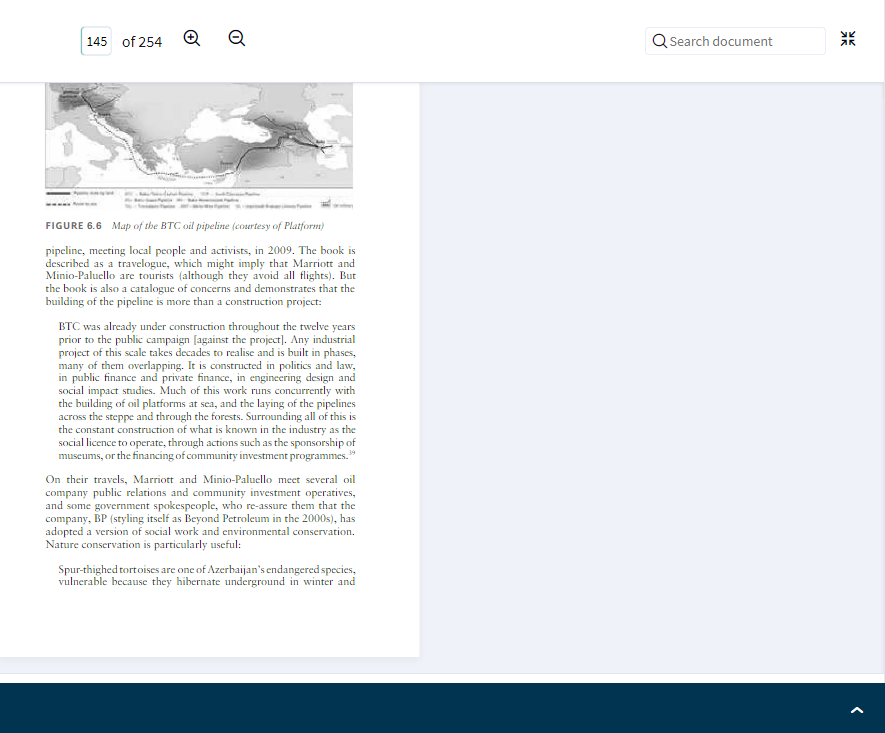 145 of 254
Search document
FIGURE 6.6 Map of the BTC oil pipeline (courtesy of Platform)
pipeline, meeting local people and activists, in 2009. The book is
described as a travelogue, which might imply that Marriott and
Minio-Paluello are tourists (although they avoid all flights). But
the book is also a catalogue of concerns and demonstrates that the
building of the pipeline is more than a construction project:
BTC was already under construction throughout the twelve years
prior to the public campaign [against the project]. Any industrial
project of this scale takes decades to realise and is built in phases,
many of them overlapping. It is constructed in politics and law,
in public finance and private finance, in engineering design and
social impact studies. Much of this work runs concurrently with
the building of oil platforms at sea, and the laying of the pipelines
across the steppe and through the forests. Surrounding all of this is
the constant construction of what is known in the industry as the
social licence to operate, through actions such as the sponsorship of
museums, or the financing of community investment programmes.
On their travels, Marriott and Minio-Paluello meet several oil
company public relations and community investment operatives,
and some government spokespeople, who re-assure them that the
company, BP (styling itself as Beyond Petroleum in the 2000s), has
adopted a version of social work and environmental conservation.
Nature conservation is particularly useful:
Spur-thighed tortoises are one of Azerbaijan's endangered species,
vulnerable because they hibernate underground in winter and